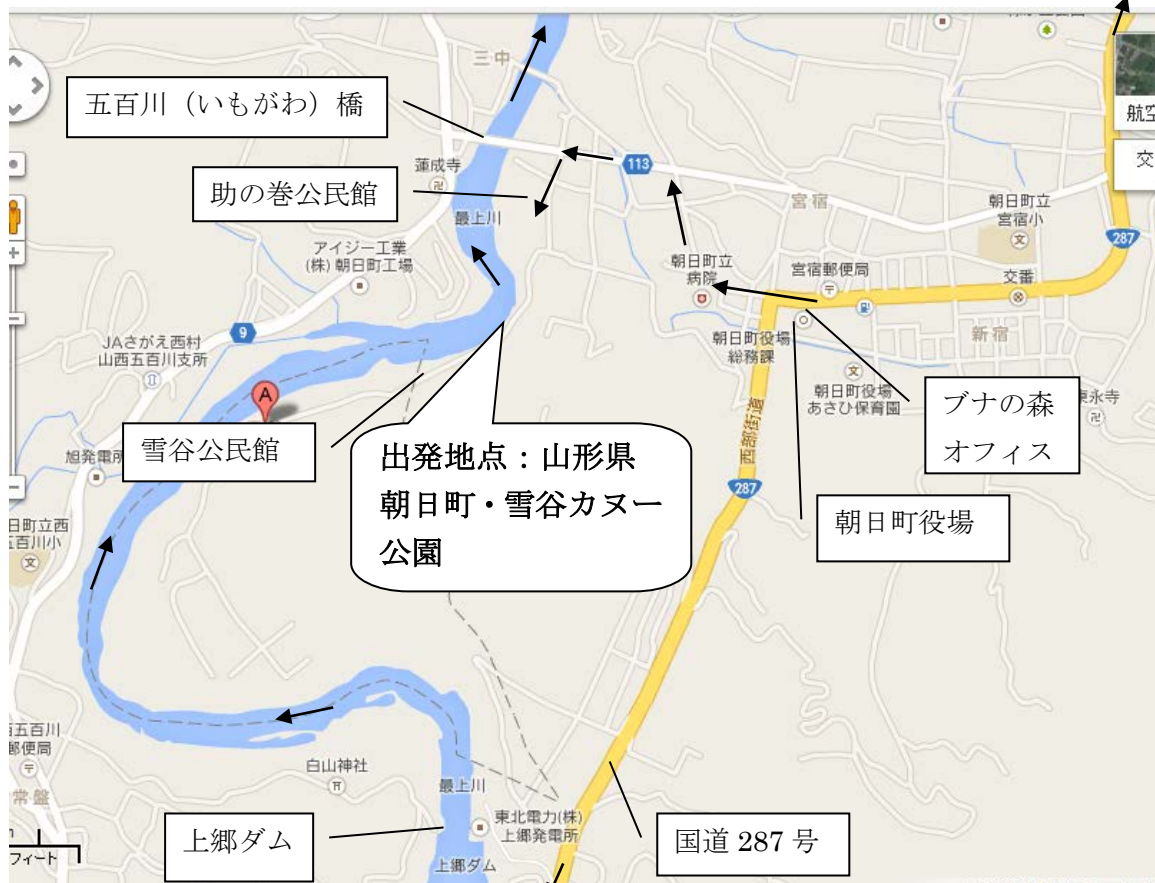 三中
五百川（いもがわ）橋
航空
交
113
蓮成寺
助の巻公民館
宮宿
朝日町立
宮宿小
最上川
287
アイジー工業
(株) 朝日町工場
朝日町立
病院
宮宿郵便局
交番
9
JAさがえ西村
山西五百川支所
朝日町役場
総務課
新宿
A
朝日町役場
あさひ保育園
ブナの森
オフィス
永寺
雪谷公民館
出発地点：山形県
朝日町・雪谷カヌー
公園
旭発電所
西部街道
287
朝日町役場
日町立西
五百川小
五百川
郵便局
白山神社
常盤
最上川
東北電力(株)
上郷発電所
上郷ダム
国道 287 号
フィート
上郷ダム